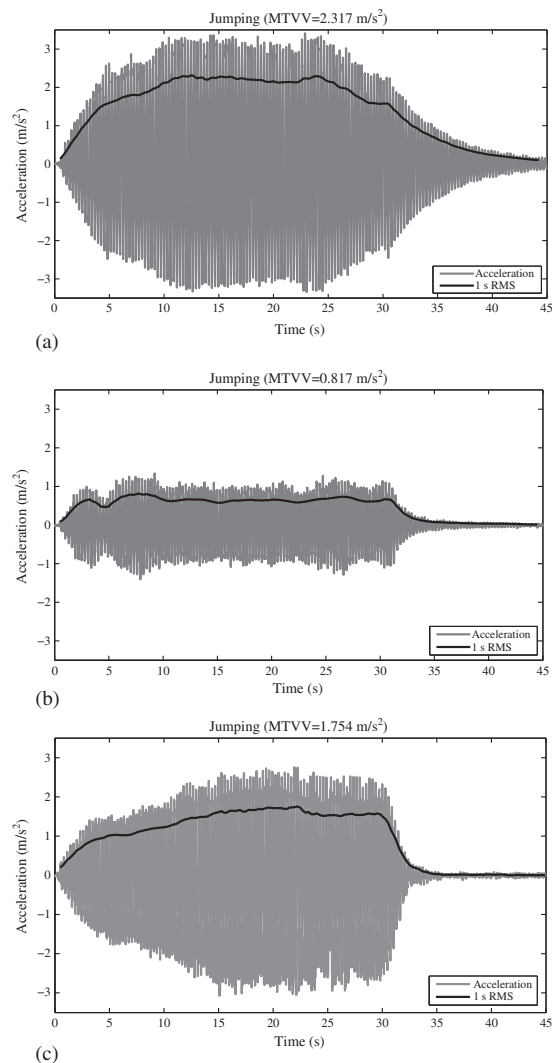 Jumping (MTVV=2.317 m/s²)
3
2
1
0
−1
−2
−3
Acceleration (m/s²)
Acceleration
1 s RMS
0 5 10 15 20 25 30 35 40 45
Time (s)
(a)
Jumping (MTVV=0.817 m/s²)
3
2
1
0
−1
−2
−3
Acceleration (m/s²)
Acceleration
1 s RMS
0 5 10 15 20 25 30 35 40 45
Time (s)
(b)
Jumping (MTVV=1.754 m/s²)
3
2
1
0
−1
−2
−3
Acceleration (m/s²)
Acceleration
1 s RMS
0 5 10 15 20 25 30 35 40 45
Time (s)
(c)